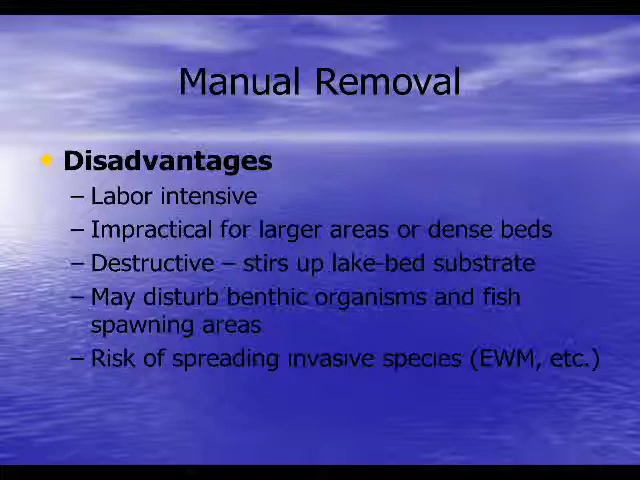 Manual Removal
• Disadvantages
– Labor intensive
– Impractical for larger areas or dense beds
– Destructive – stirs up lake-bed substrate
– May disturb benthic organisms and fish
spawning areas
– Risk of spreading invasive species (EWM, etc.)